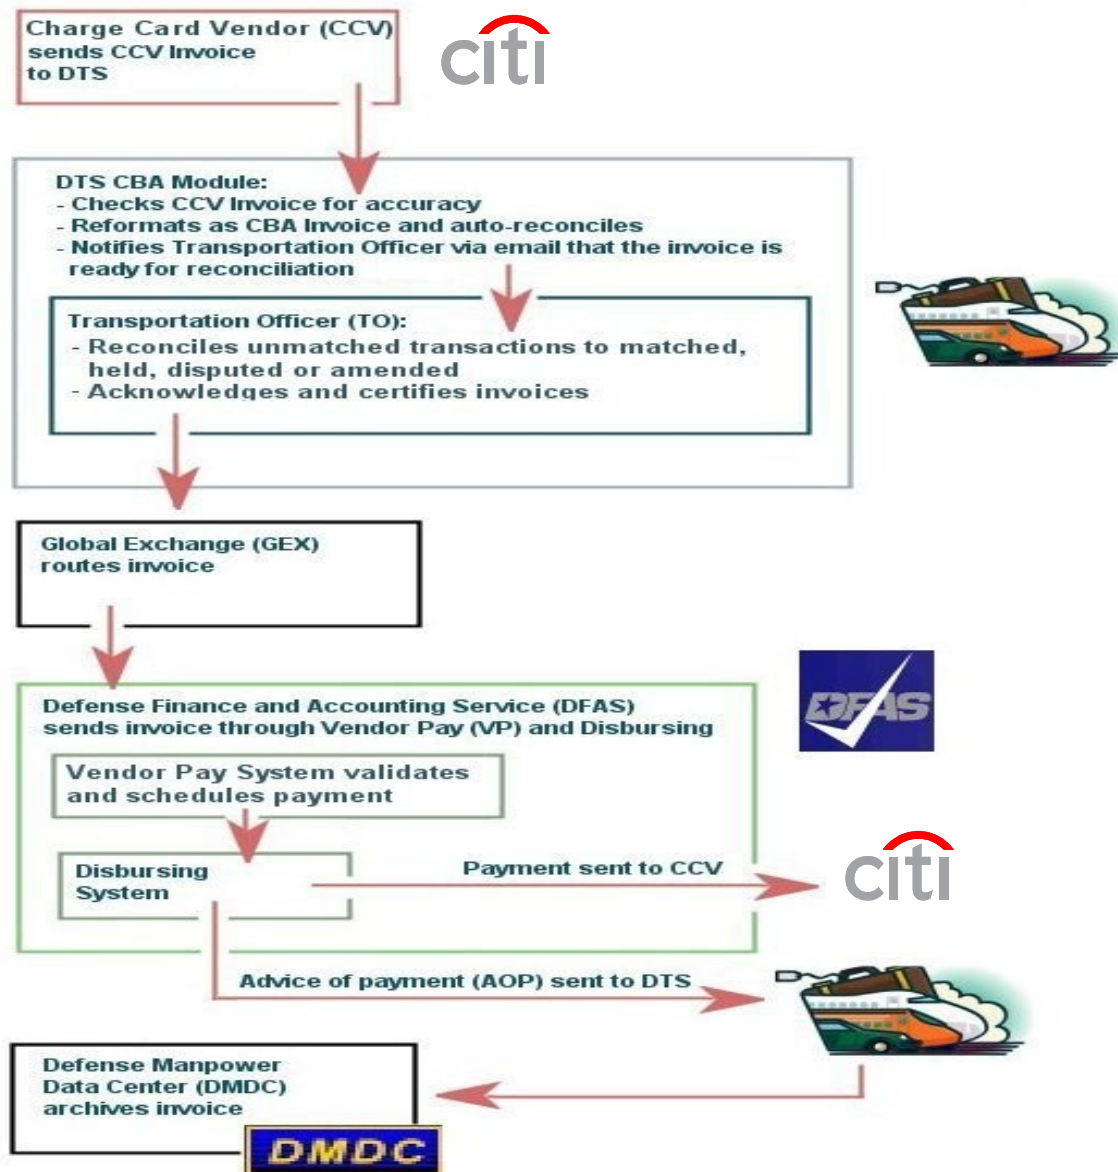 Charge Card Vendor (CCV)
sends CCV Invoice
to DTS
citi
DTS CBA Module:
- Checks CCV Invoice for accuracy
- Reformats as CBA Invoice and auto-reconciles
- Notifies Transportation Officer via email that the invoice is
ready for reconciliation
Transportation Officer (TO):
- Reconciles unmatched transactions to matched,
held, disputed or amended
- Acknowledges and certifies invoices
Global Exchange (GEX)
routes invoice
DFAS
Defense Finance and Accounting Service (DFAS)
sends invoice through Vendor Pay (VP) and Disbursing
Vendor Pay System validates
and schedules payment
Disbursing
System
Payment sent to CCV
citi
Advice of payment (AOP) sent to DTS
Defense Manpower
Data Center (DMDC)
archives invoice
DMDC